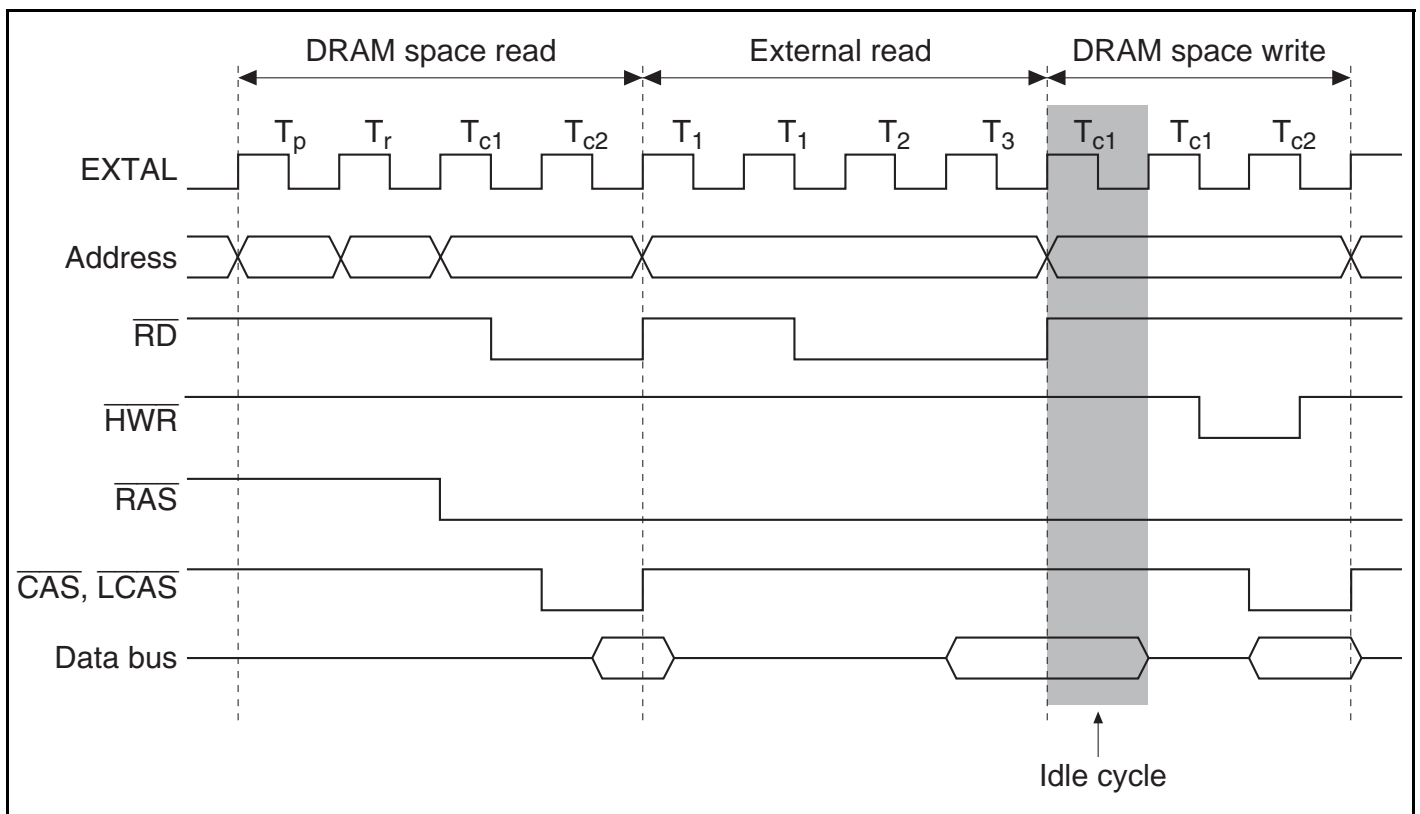 DRAM space read External read DRAM space write
Tp Tr Tc1 Tc2 T1 T1 T2 T3 Tc1 Tc1 Tc2
EXTAL
Address
RD
HWR
RAS
CAS, LCAS
Data bus
Idle cycle